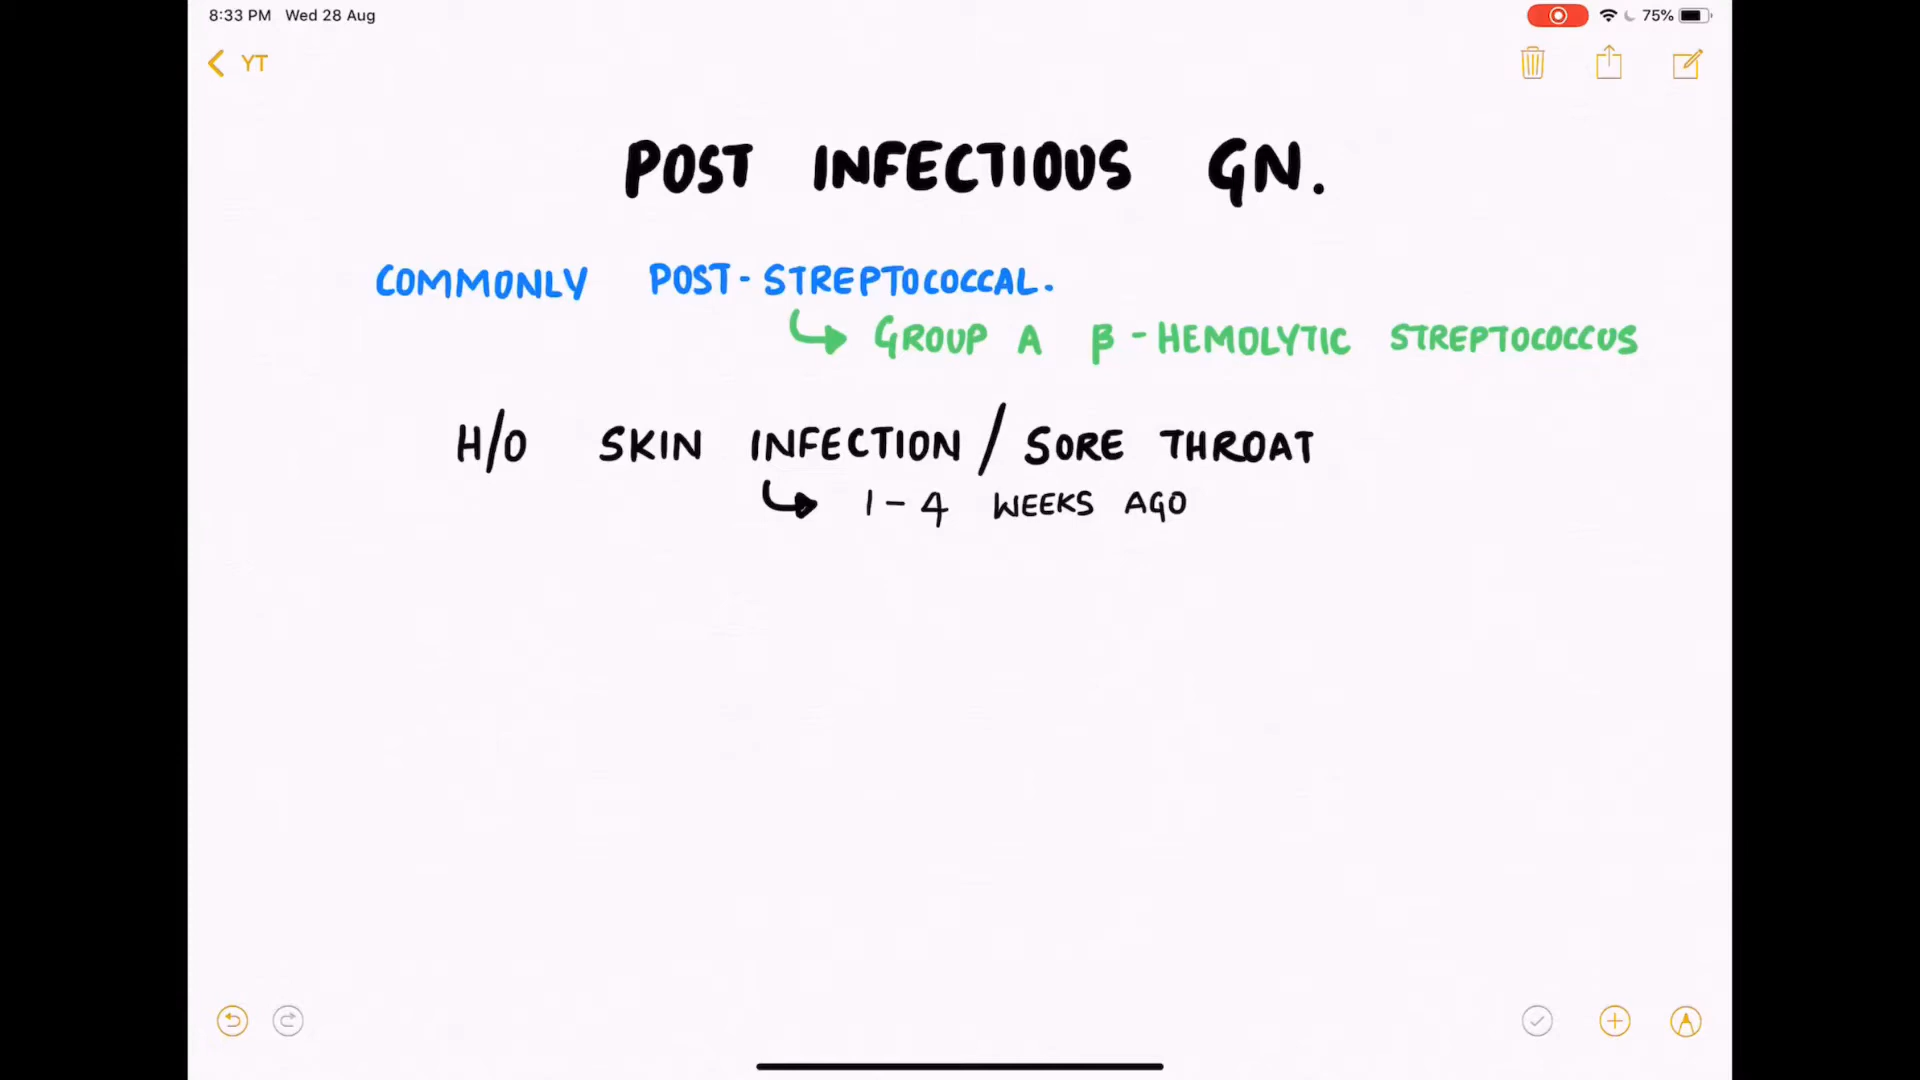 8:33 PM Wed 28 Aug
75%
YT
POST INFECTIOUS GN.
COMMONLY POST-STREPTOCOCCAL.
GROUP A β-HEMOLYTIC STREPTOCOCCUS
H/O SKIN INFECTION / SORE THROAT
1-4 WEEKS AGO